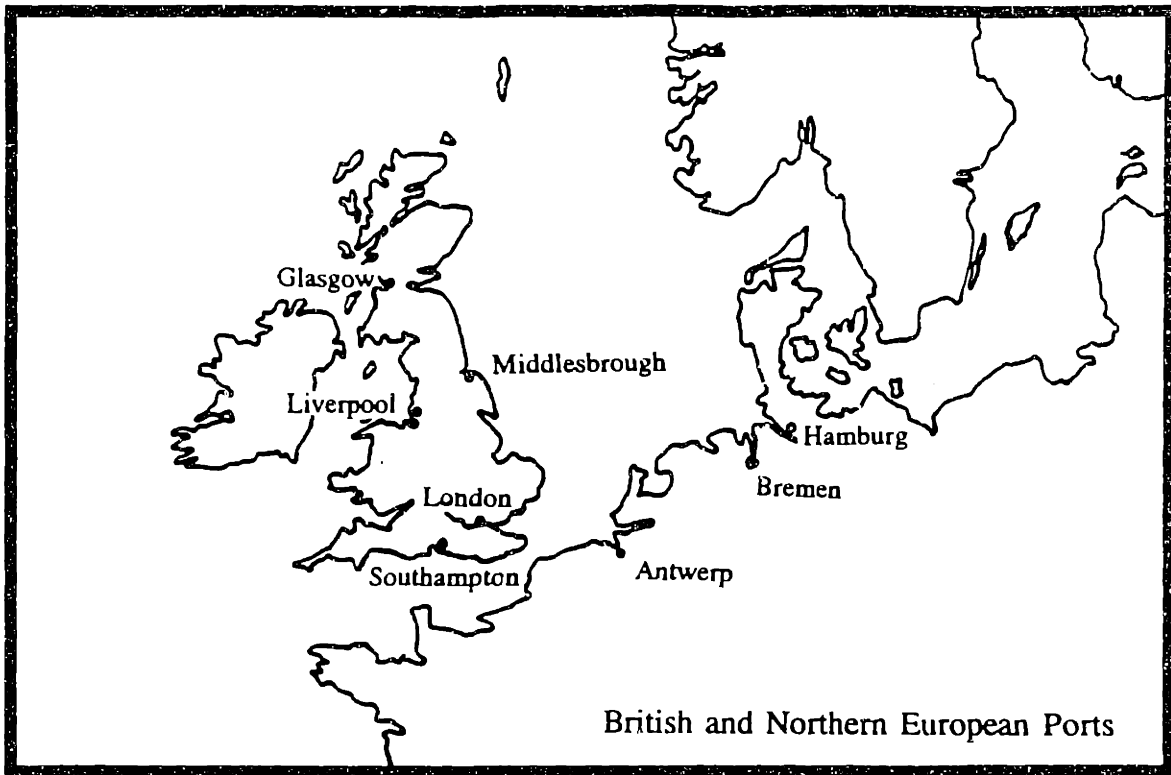 Glasgow
Middlesbrough
Liverpool
Hamburg
London
Bremen
Southampton
Antwerp
British and Northern European Ports